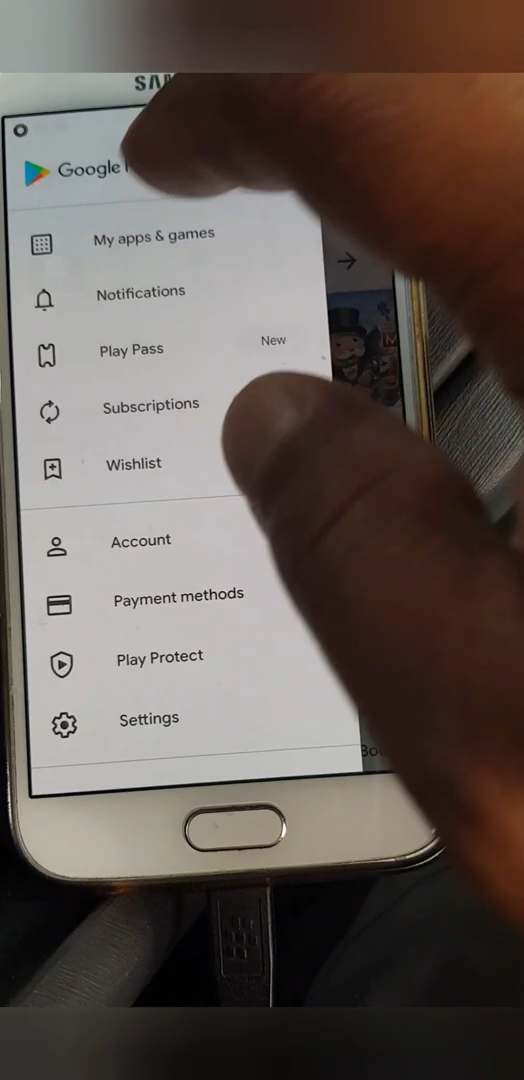 Google
My apps & games
Notifications
Play Pass
New
Subscriptions
Wishlist
Account
Payment methods
Play Protect
Settings